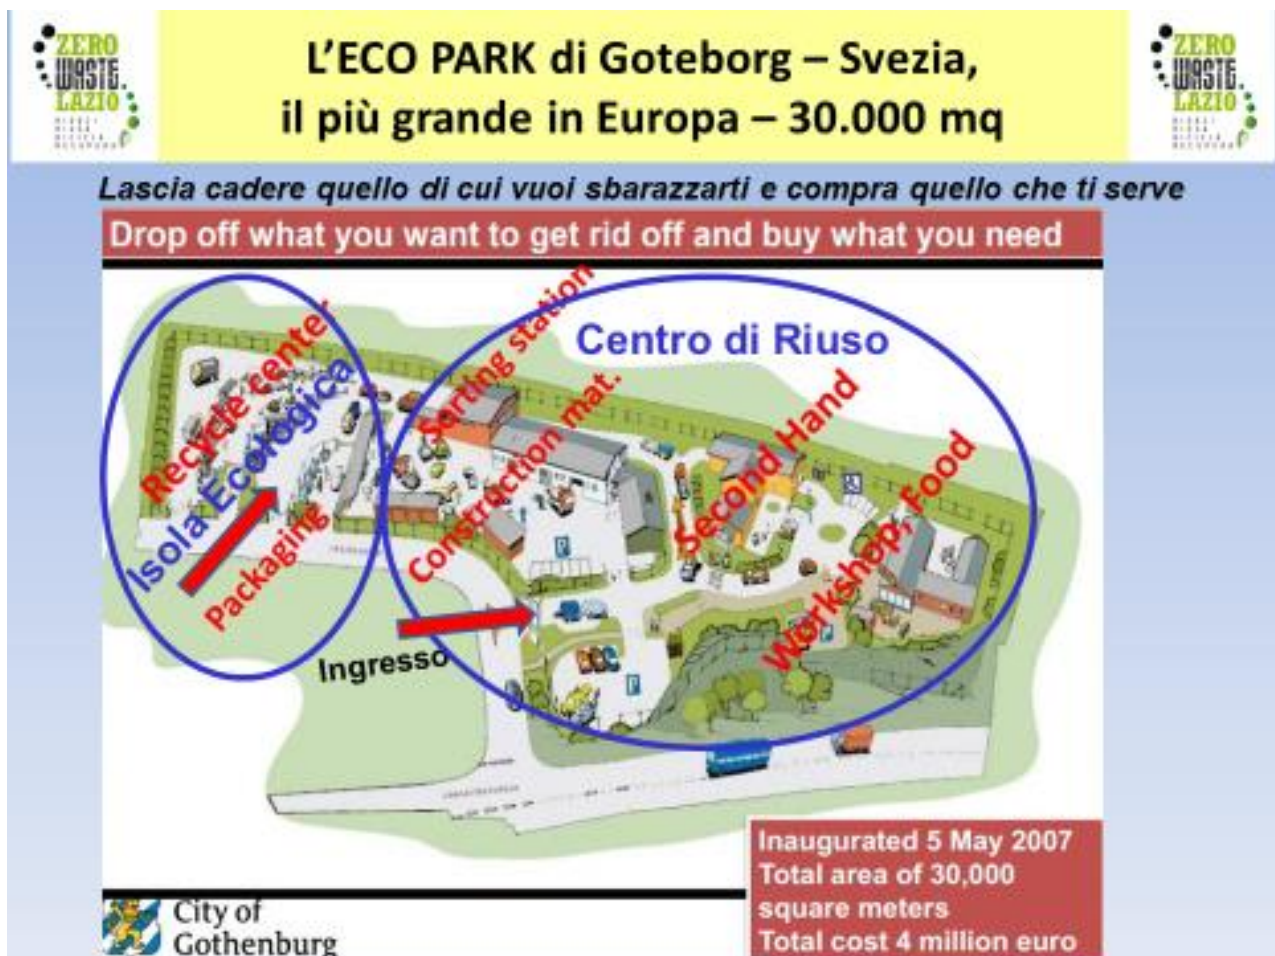 ZERO
WASTE
LAZIO
L'ECO PARK di Goteborg – Svezia,
il più grande in Europa – 30.000 mq
ZERO
WASTE
LAZIO
Lascia cadere quello di cui vuoi sbarazzarti e compra quello che ti serve
Drop off what you want to get rid off and buy what you need
Recycle center
Isola Ecologica
Packaging
Sorting station
Construction mat.
Centro di Riuso
Second Hand
Workshop, Food
P
P
P
Ingresso
Inaugurated 5 May 2007
Total area of 30,000
square meters
Total cost 4 million euro
City of
Gothenburg